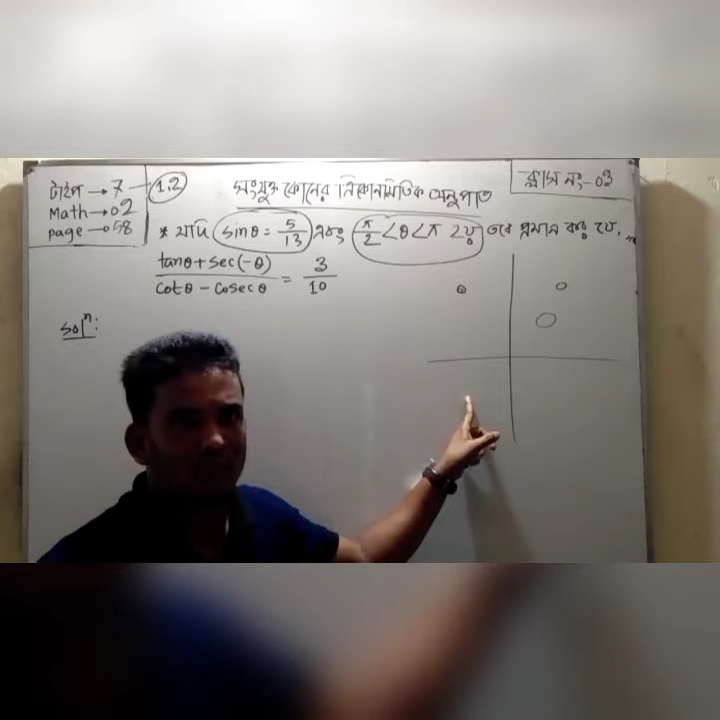 টাইপ → 7
1.2
Math → 02
page → 58
সংযুক্ত কোনের ত্রিকোনমিতিক অনুপাত
ক্লাস নং:- 03
* যদি sinθ = 5/13 এবং π/2 < θ < π হয় তবে প্রমান কর যে,
(tanθ + sec(-θ))/(cotθ - cosecθ) = 3/10
solⁿ: